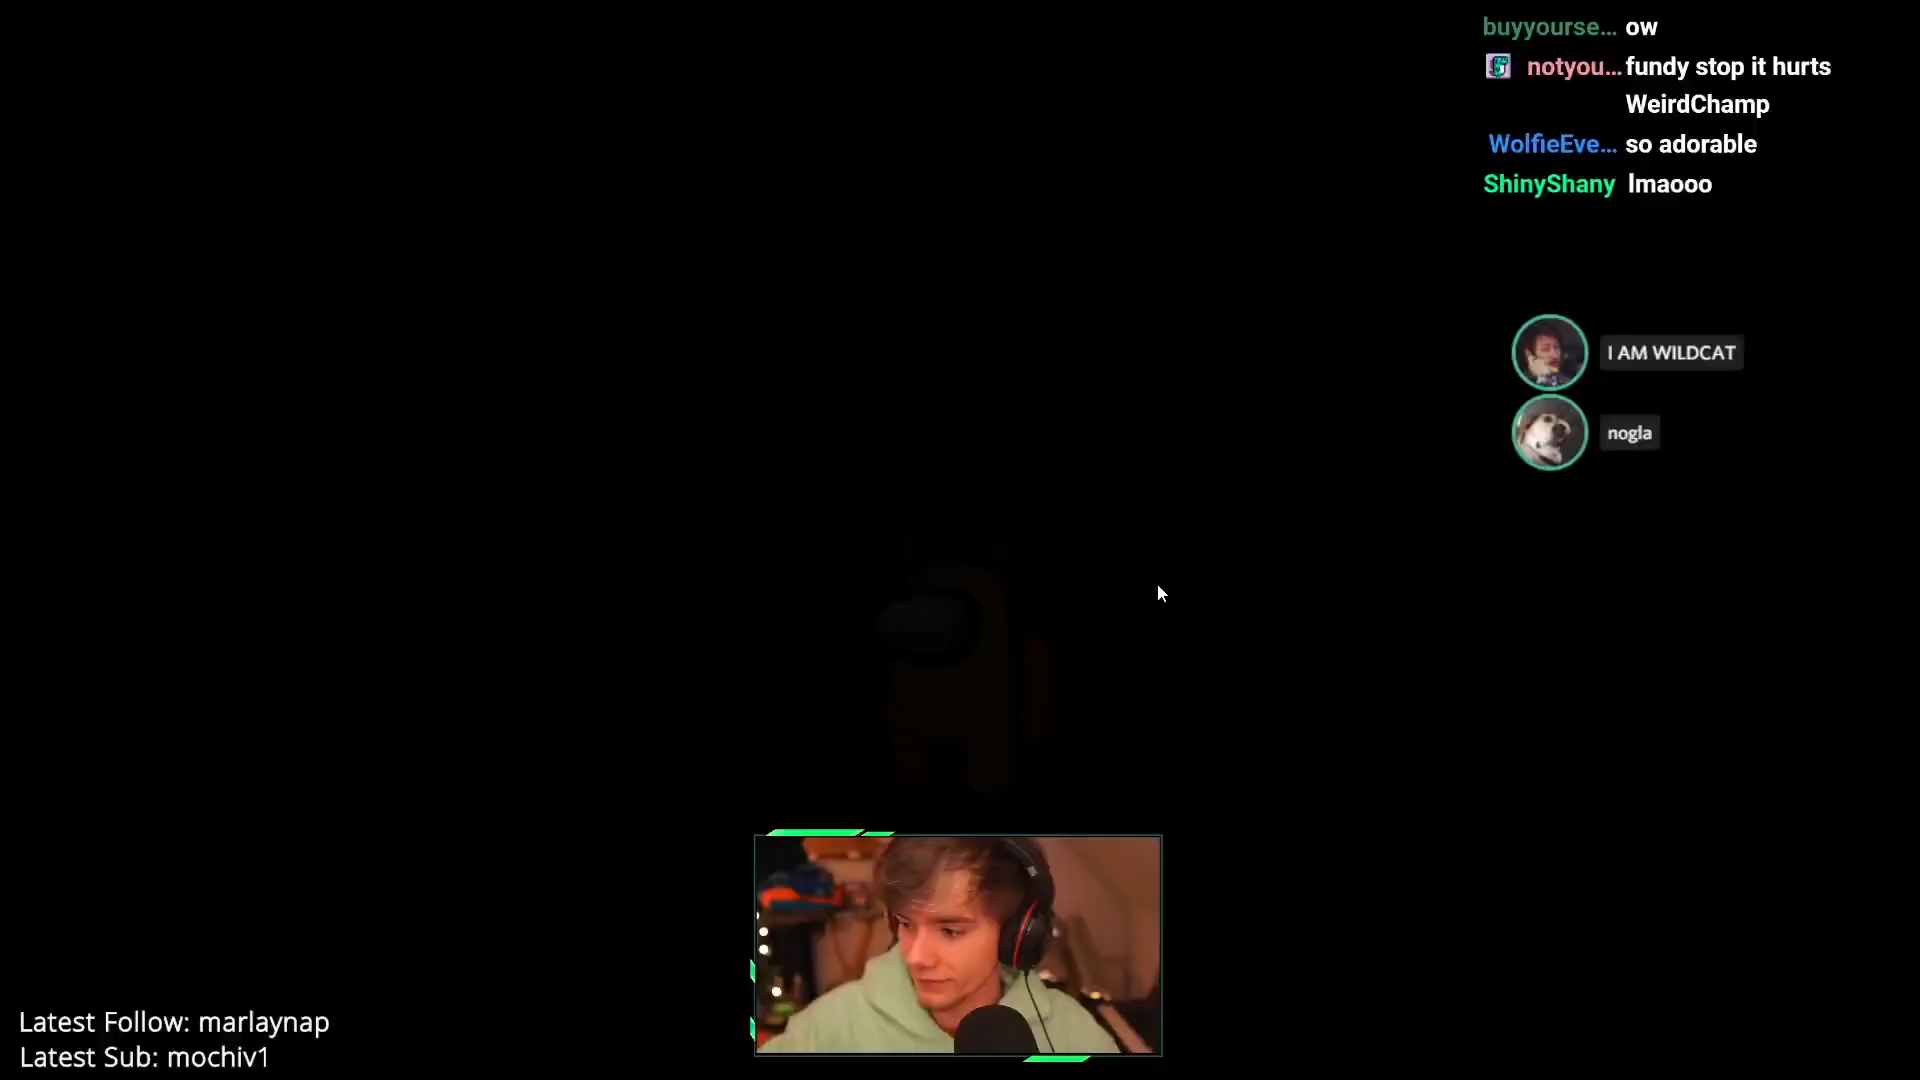 buyyourse... ow
notyou... fundy stop it hurts
WeirdChamp
WolfieEve... so adorable
ShinyShany lmaooo
I AM WILDCAT
nogla
Latest Follow: marlaynap
Latest Sub: mochiv1